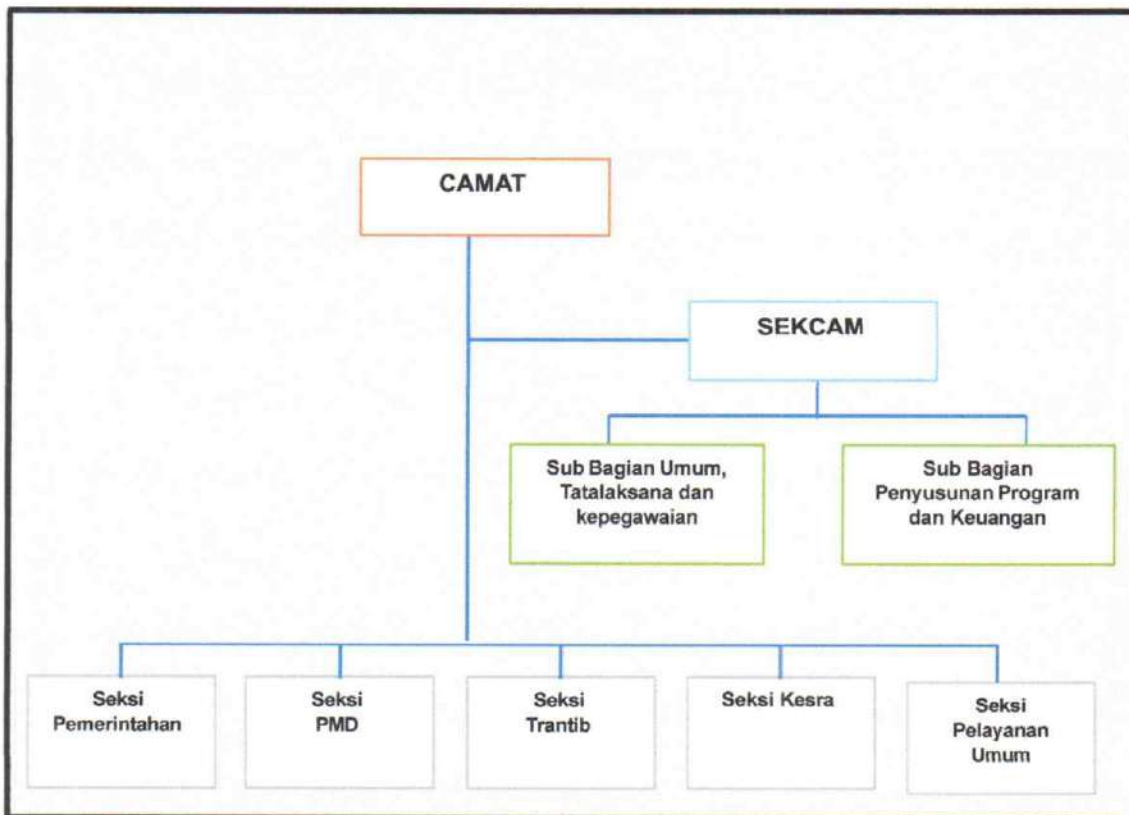 CAMAT
SEKCAM
Sub Bagian Umum,
Tatalaksana dan
kepegawaian
Sub Bagian
Penyusunan Program
dan Keuangan
Seksi
Pemerintahan
Seksi
PMD
Seksi
Trantib
Seksi Kesra
Seksi
Pelayanan
Umum